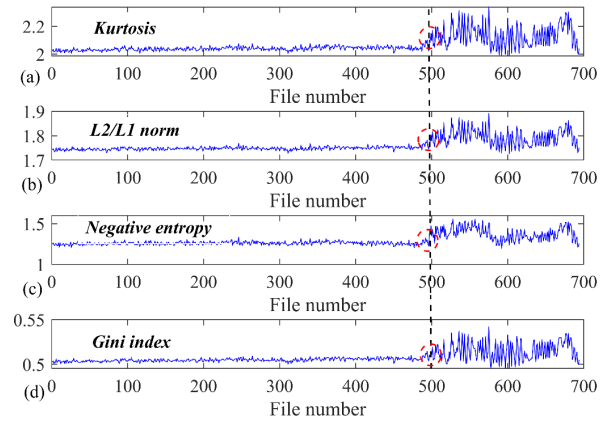 2.2
Kurtosis
2
(a)
0 100 200 300 400 500 600 700
File number
1.9
1.8
L2/L1 norm
1.7
(b)
0 100 200 300 400 500 600 700
File number
1.5
Negative entropy
1
(c)
0 100 200 300 400 500 600 700
File number
0.55
Gini index
0.5
(d)
0 100 200 300 400 500 600 700
File number